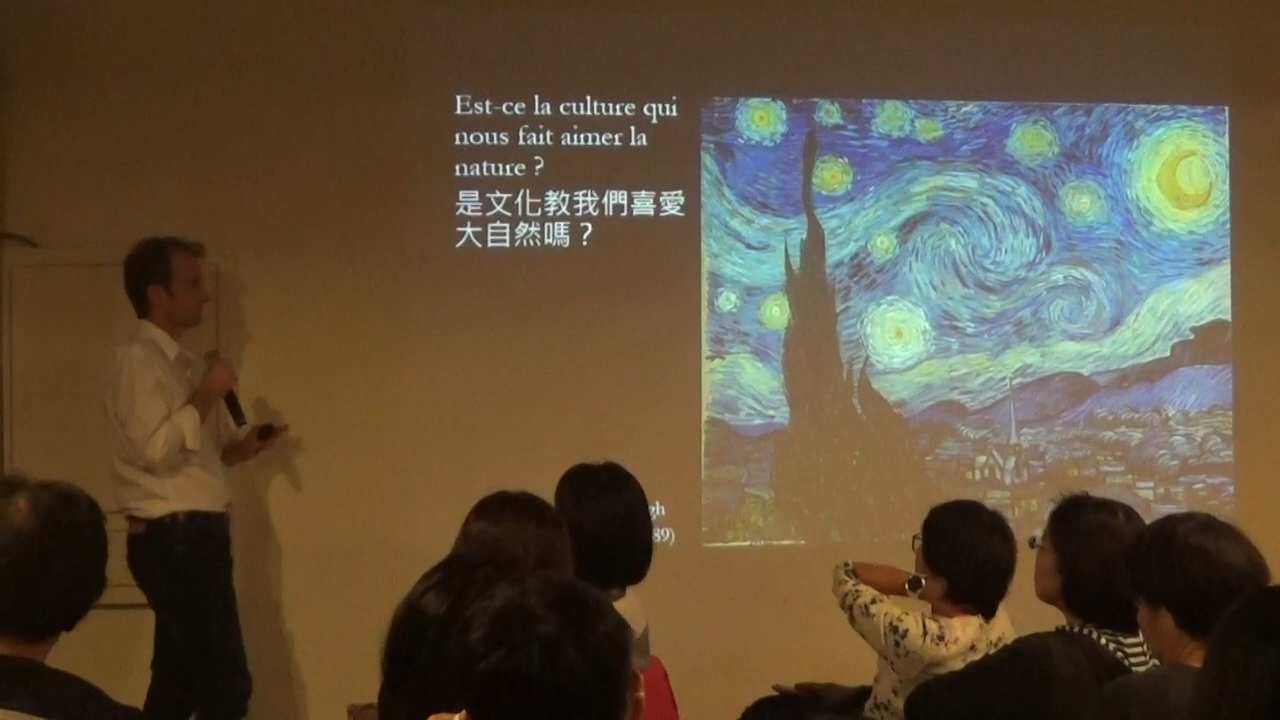 Est-ce la culture qui
nous fait aimer la
nature ?
是文化教我們喜愛
大自然嗎？
89)